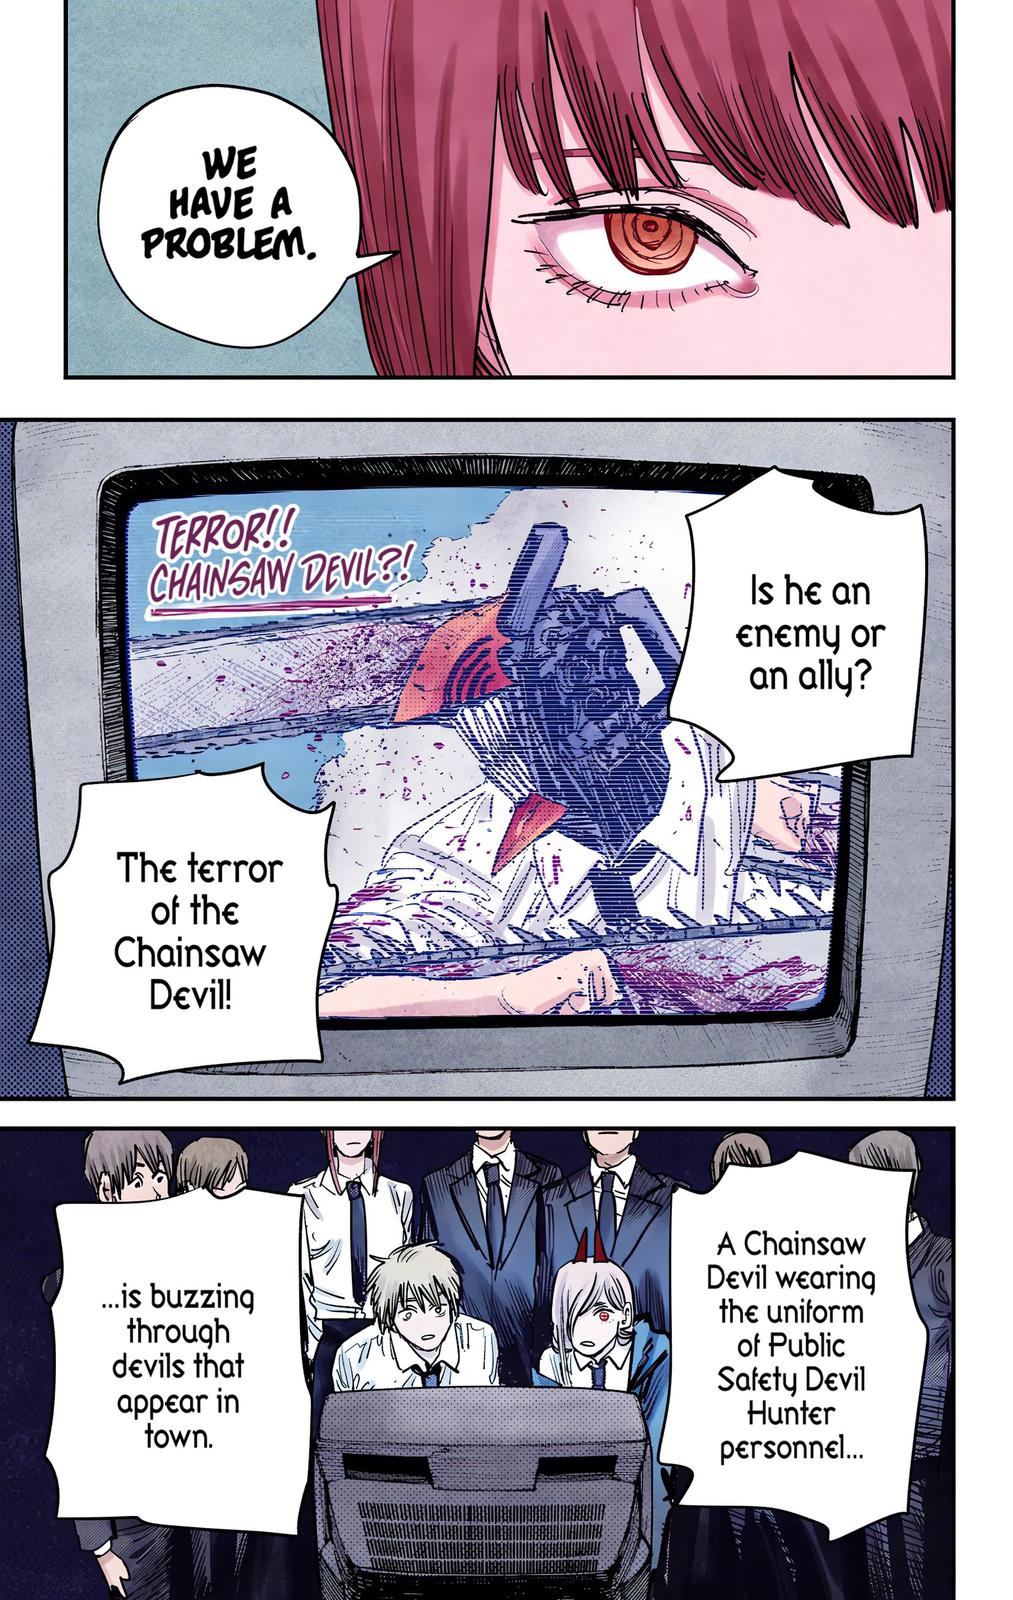 WE
HAVE A
PROBLEM.
TERROR!!
CHAINSAW DEVIL?!
Is he an
enemy or
an ally?
The terror
of the
Chainsaw
Devil!
A Chainsaw
Devil wearing
the uniform
of Public
Safety Devil
Hunter
personnel...
...is buzzing
through
devils that
appear in
town.